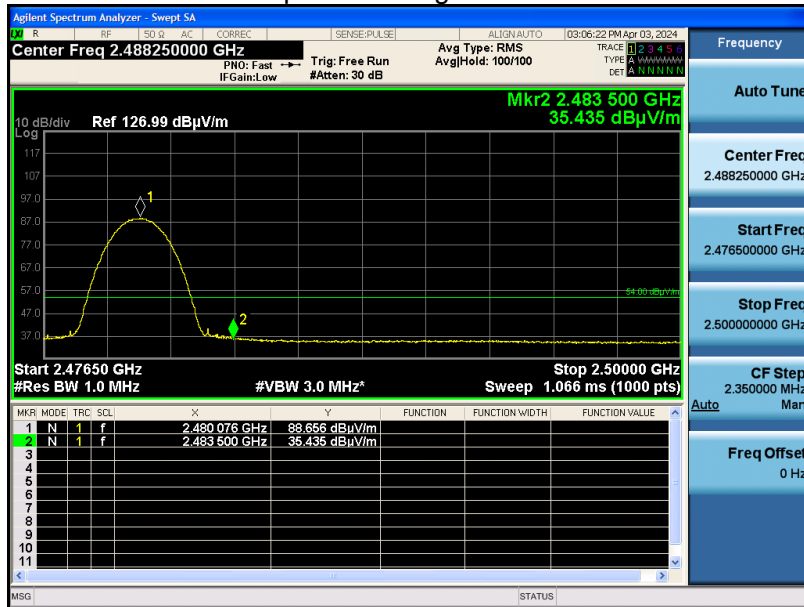 Agilent Spectrum Analyzer - Swept SA
LXI R RF 50 Ω AC CORREC SENSE:PULSE ALIGN AUTO 03:06:22 PM Apr 03, 2024
Center Freq 2.488250000 GHz
PNO: Fast
IFGain:Low
Trig: Free Run
#Atten: 30 dB
Avg Type: RMS
Avg|Hold: 100/100
TRACE 1 2 3 4 5 6
TYPE A WWWWW
DET A N N N N N
Mkr2 2.483 500 GHz
35.435 dBµV/m
10 dB/div Ref 126.99 dBµV/m
Log
117
107
97.0
87.0
77.0
67.0
57.0
47.0
37.0
1
2
54.00 dBµV/m
Start 2.47650 GHz Stop 2.50000 GHz
#Res BW 1.0 MHz #VBW 3.0 MHz* Sweep 1.066 ms (1000 pts)
MKR MODE TRC SCL X Y FUNCTION FUNCTION WIDTH FUNCTION VALUE
1 N 1 f 2.480 076 GHz 88.656 dBµV/m
2 N 1 f 2.483 500 GHz 35.435 dBµV/m
3
4
5
6
7
8
9
10
11
MSG STATUS
Frequency
Auto Tune
Center Freq
2.488250000 GHz
Start Freq
2.476500000 GHz
Stop Freq
2.500000000 GHz
CF Step
2.350000 MHz
Auto Man
Freq Offset
0 Hz